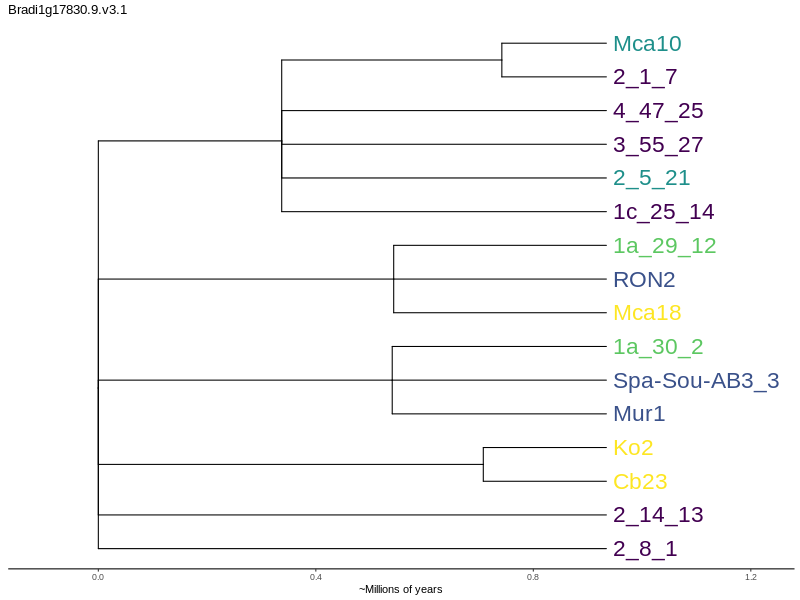 Bradi1g17830.9.v3.1
Mca10
2_1_7
4_47_25
3_55_27
2_5_21
1c_25_14
1a_29_12
RON2
Mca18
1a_30_2
Spa-Sou-AB3_3
Mur1
Ko2
Cb23
2_14_13
2_8_1
0.0 0.4 0.8 1.2
~Millions of years